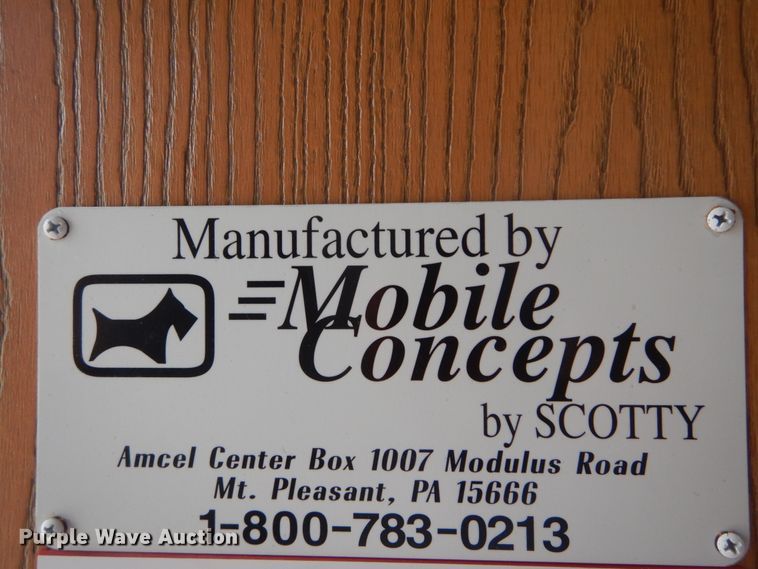 Manufactured by
Mobile
Concepts
by SCOTTY
Amcel Center Box 1007 Modulus Road
Mt. Pleasant, PA 15666
1-800-783-0213
Purple Wave Auction